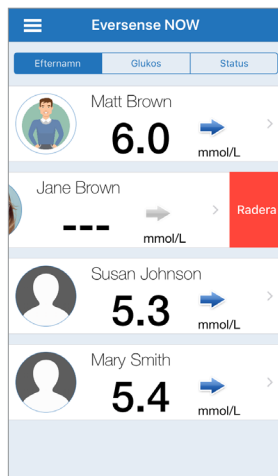 Eversense NOW
Efternamn Glukos Status
Matt Brown
6.0
mmol/L
Jane Brown
---
mmol/L
Radera
Susan Johnson
5.3
mmol/L
Mary Smith
5.4
mmol/L